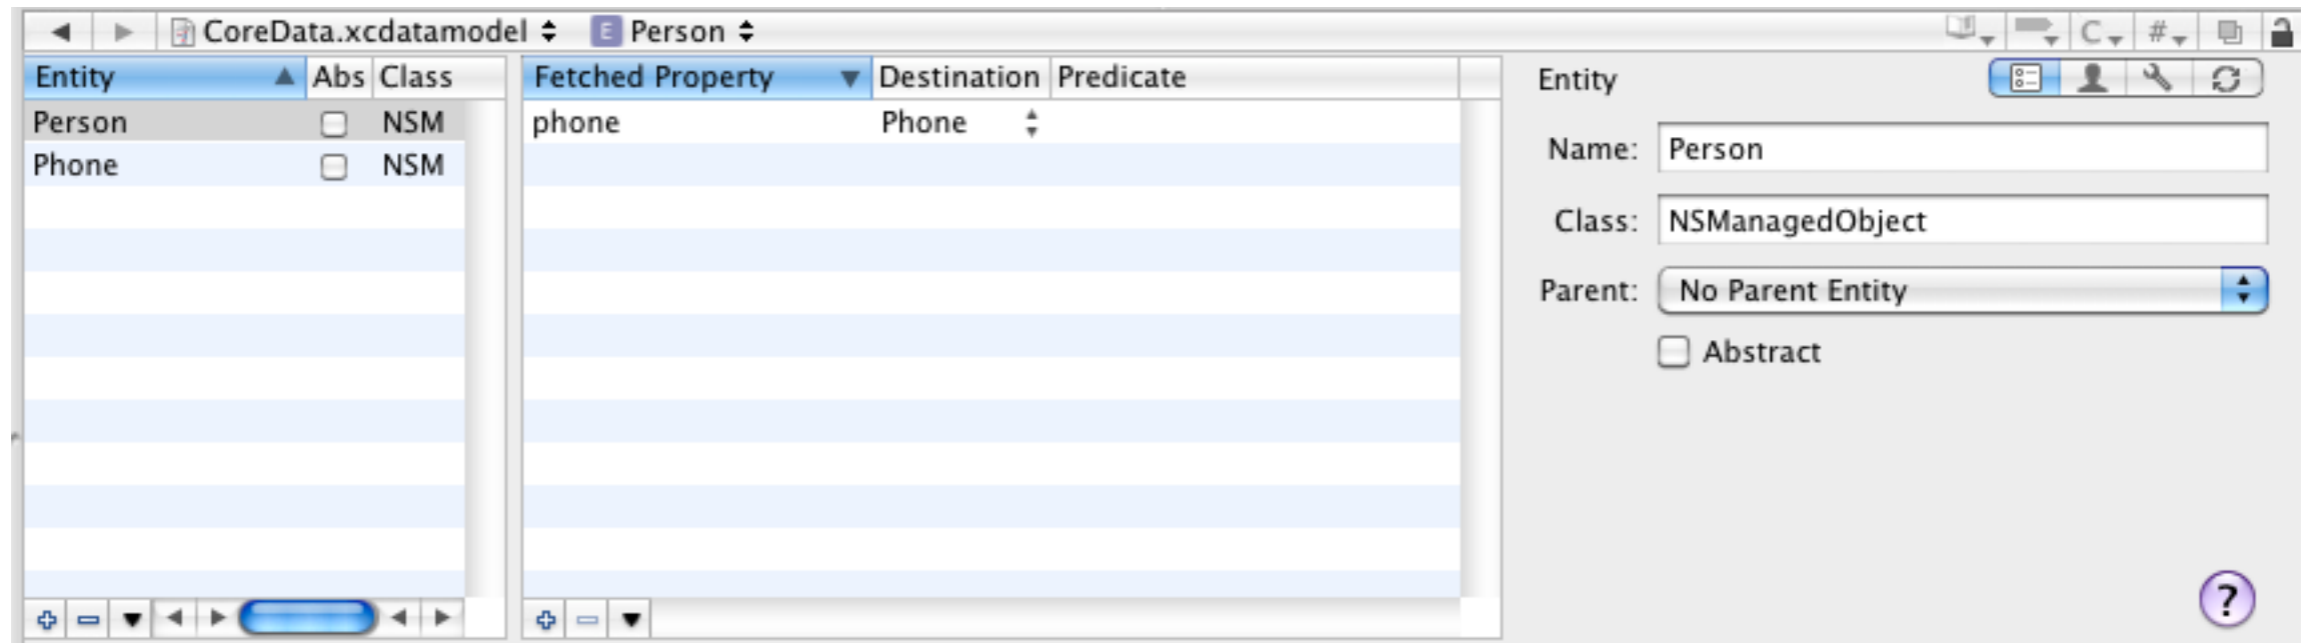 CoreData.xcdatamodel E Person C #
Entity Abs Class Fetched Property Destination Predicate Entity
Person NSM phone Phone
Name: Person
Phone NSM
Class: NSManagedObject
Parent: No Parent Entity
Abstract
?